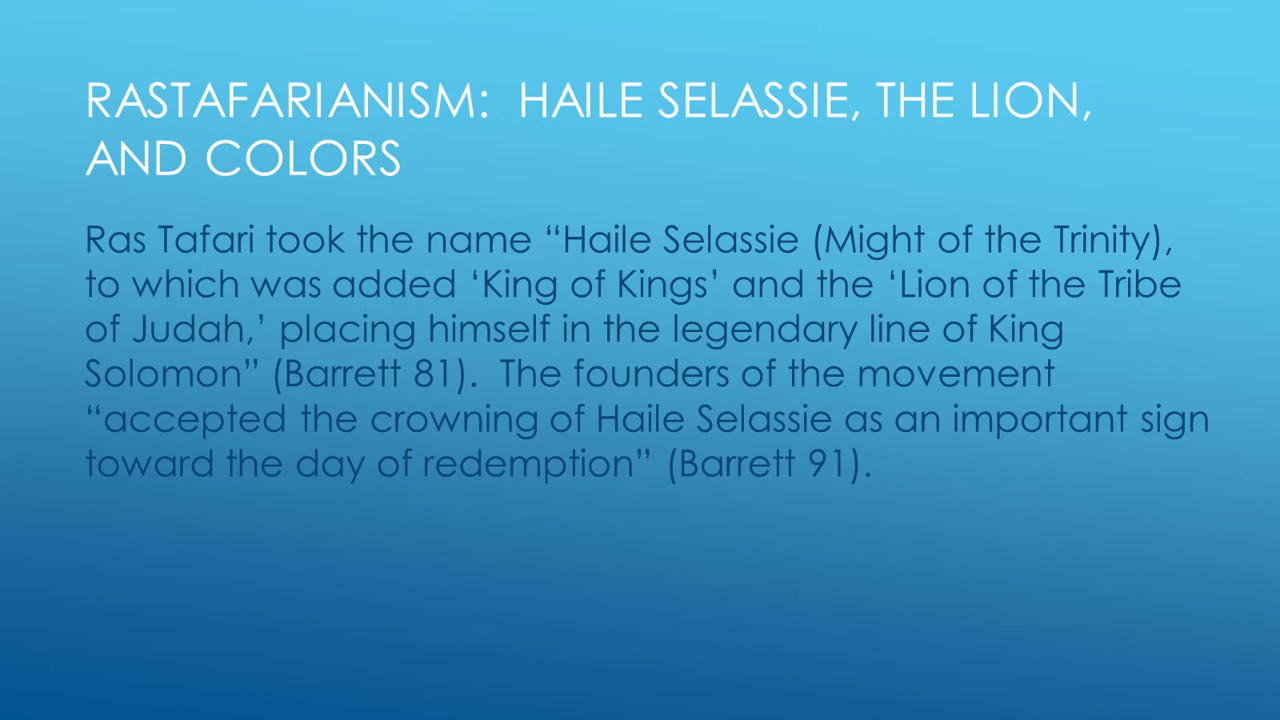 RASTAFARIANISM:  HAILE SELASSIE, THE LION,
AND COLORS
Ras Tafari took the name “Haile Selassie (Might of the Trinity),
to which was added ‘King of Kings’ and the ‘Lion of the Tribe
of Judah,’ placing himself in the legendary line of King
Solomon” (Barrett 81).  The founders of the movement
“accepted the crowning of Haile Selassie as an important sign
toward the day of redemption” (Barrett 91).